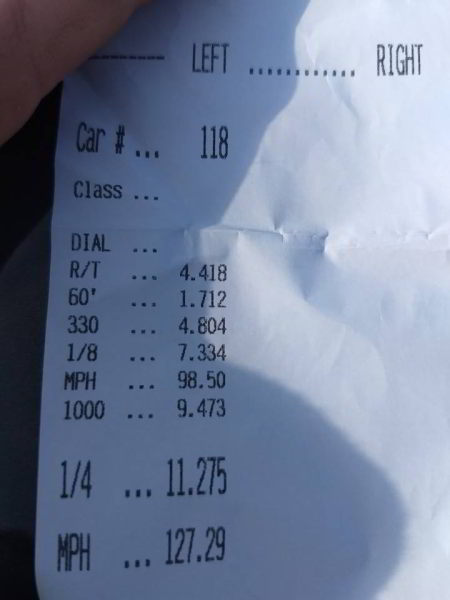 ------- LEFT ............ RIGHT
Car # ... 118
Class ...
DIAL ...
R/T ... 4.418
60' ... 1.712
330 ... 4.804
1/8 ... 7.334
MPH ... 98.50
1000 ... 9.473
1/4 ... 11.275
MPH ... 127.29